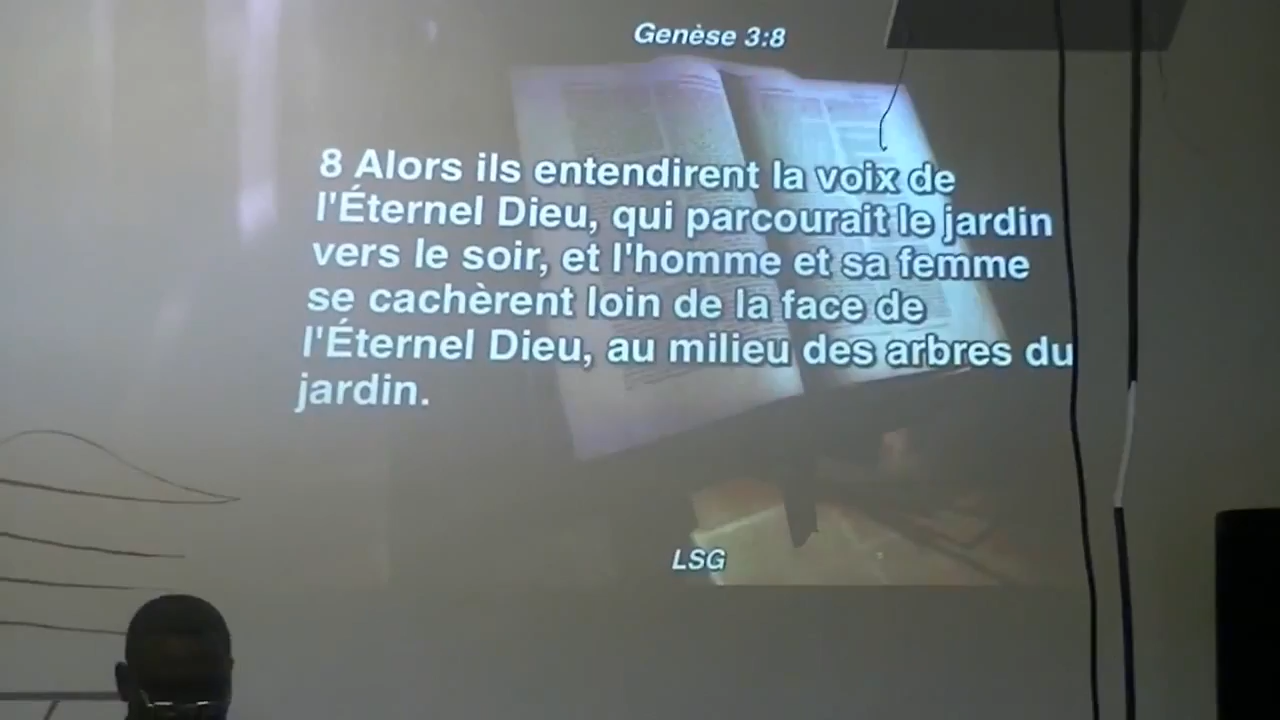 Genèse 3:8
8 Alors ils entendirent la voix de
l'Éternel Dieu, qui parcourait le jardin
vers le soir, et l'homme et sa femme
se cachèrent loin de la face de
l'Éternel Dieu, au milieu des arbres du
jardin.
LSG